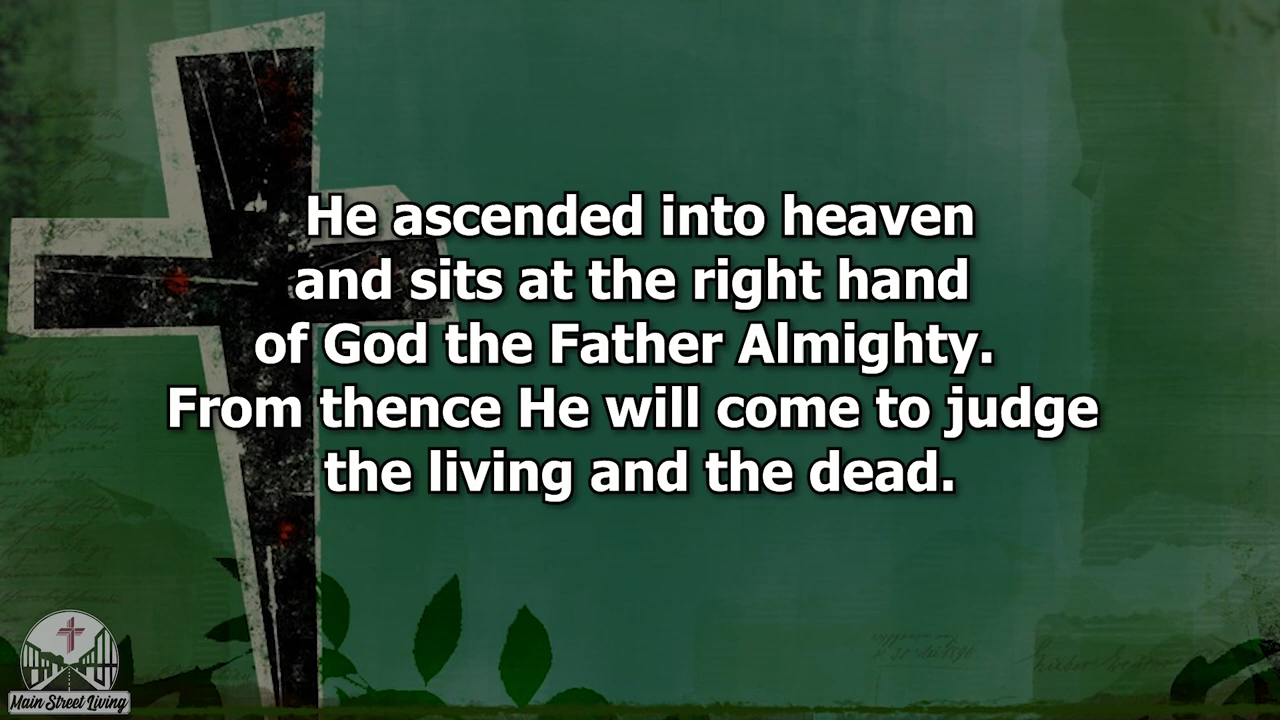 He ascended into heaven
and sits at the right hand
of God the Father Almighty.
From thence He will come to judge
the living and the dead.
Main Street Living